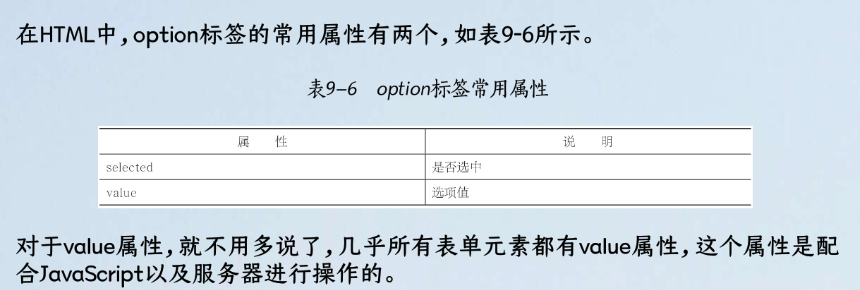 在HTML中,option标签的常用属性有两个,如表9-6所示。
表9-6 option标签常用属性
属 性 说 明
selected 是否选中
value 选项值
对于value属性,就不用多说了,几乎所有表单元素都有value属性,这个属性是配
合JavaScript以及服务器进行操作的。